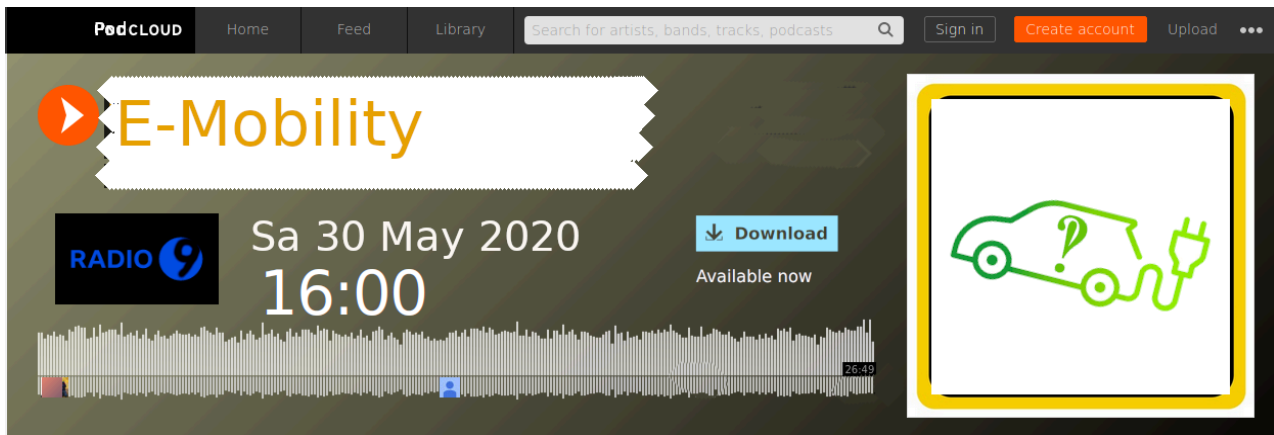 PodCLOUD Home Feed Library Search for artists, bands, tracks, podcasts Sign in Create account Upload
E-Mobility
RADIO 9
Sa 30 May 2020
16:00
Download
Available now
26:49
?